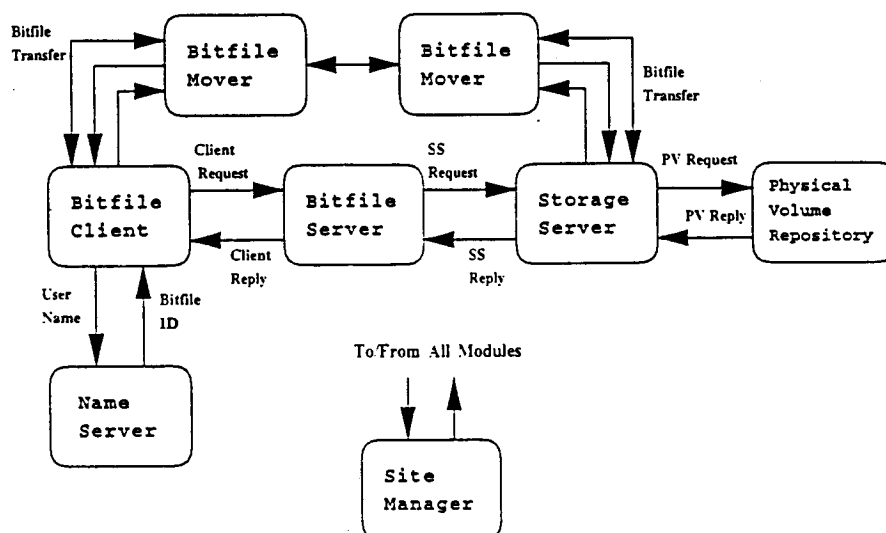 Bitfile
Transfer
Bitfile
Mover
Bitfile
Mover
Bitfile
Transfer
Client
Request
SS
Request
PV Request
Bitfile
Client
Bitfile
Server
Storage
Server
Physical
Volume
Repository
PV Reply
Client
Reply
SS
Reply
User
Name
Bitfile
ID
To/From All Modules
Name
Server
Site
Manager